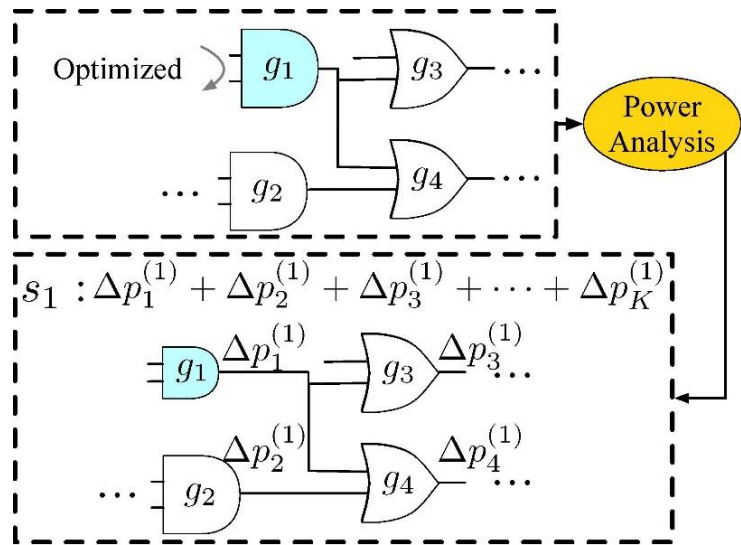 Optimized
g₁
g₃
...
g₂
g₄
...
...
Power
Analysis
s₁ : Δp₁⁽¹⁾ + Δp₂⁽¹⁾ + Δp₃⁽¹⁾ + ⋯ + Δp_K⁽¹⁾
g₁
Δp₁⁽¹⁾
g₃
Δp₃⁽¹⁾
...
...
g₂
Δp₂⁽¹⁾
g₄
Δp₄⁽¹⁾
...